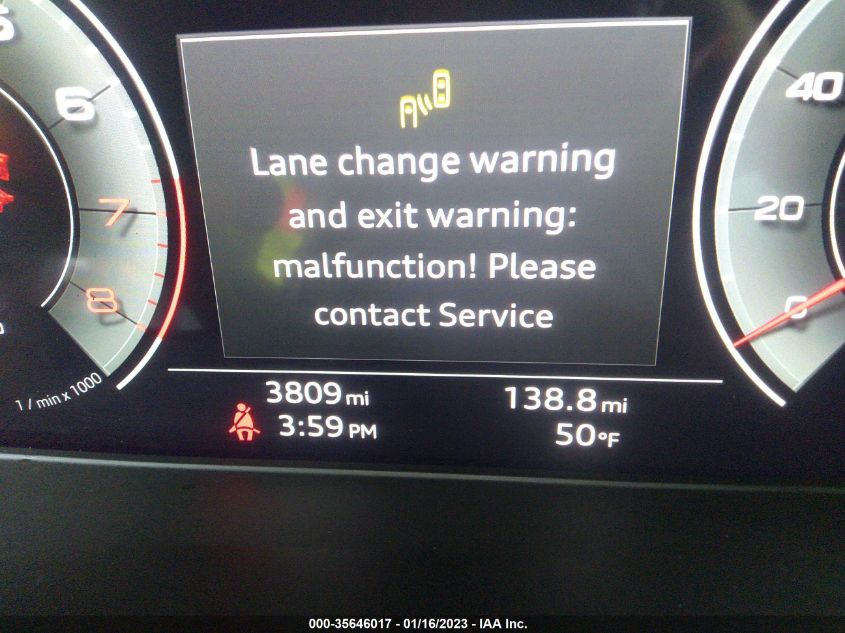 6
7
8
1 / min x 1000
Lane change warning
and exit warning:
malfunction! Please
contact Service
3809 mi
138.8 mi
3:59 PM
50°F
40
20
0
000-35646017 - 01/16/2023 - IAA Inc.